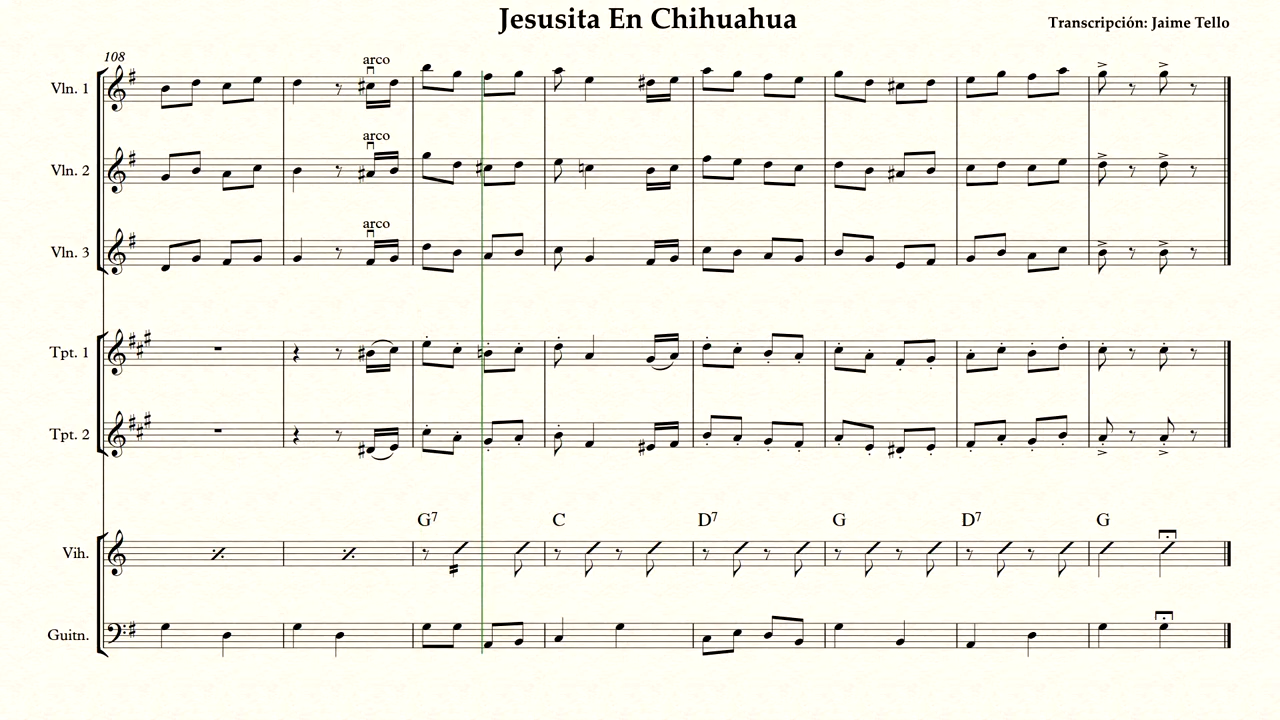 Jesusita En Chihuahua
Transcripción: Jaime Tello
108
arco
Vln. 1
arco
Vln. 2
arco
Vln. 3
Tpt. 1
Tpt. 2
G7 C D7 G D7 G
Vih.
Guitn.